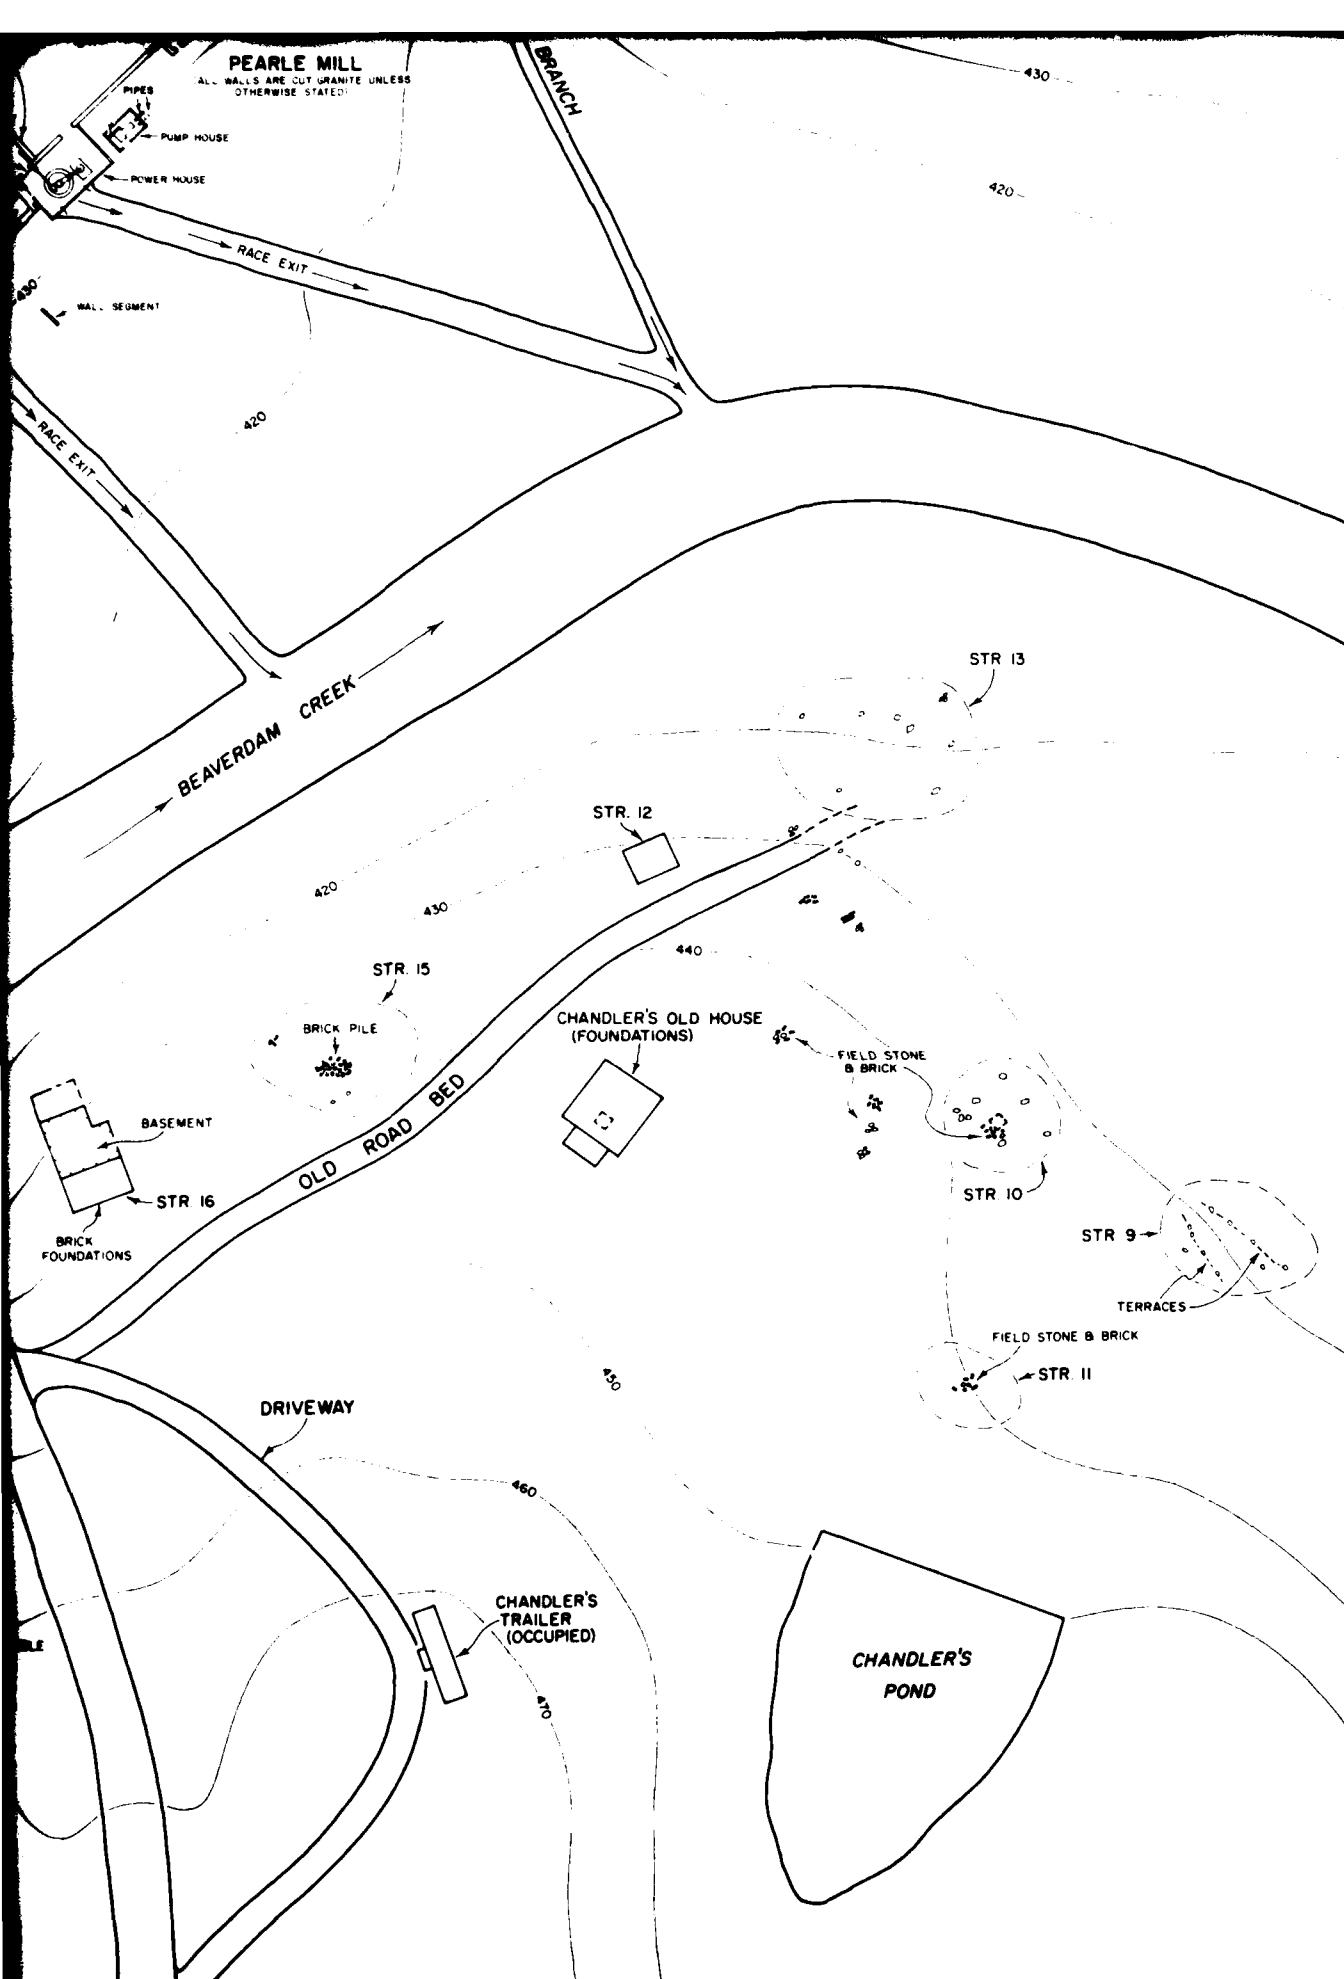 PEARLE MILL
ALL WALLS ARE CUT GRANITE UNLESS
OTHERWISE STATED)
BRANCH
430
PIPES
PUMP HOUSE
POWER HOUSE
420
RACE EXIT
430
WALL SEGMENT
420
RACE EXIT
BEAVERDAM CREEK
STR 13
STR. 12
420
430
440
STR. 15
BRICK PILE
CHANDLER'S OLD HOUSE
(FOUNDATIONS)
FIELD STONE
& BRICK
BASEMENT
OLD ROAD BED
STR. 16
STR. 10
BRICK
FOUNDATIONS
STR 9
TERRACES
FIELD STONE & BRICK
STR. 11
450
DRIVEWAY
460
CHANDLER'S
TRAILER
(OCCUPIED)
CHANDLER'S
POND
470